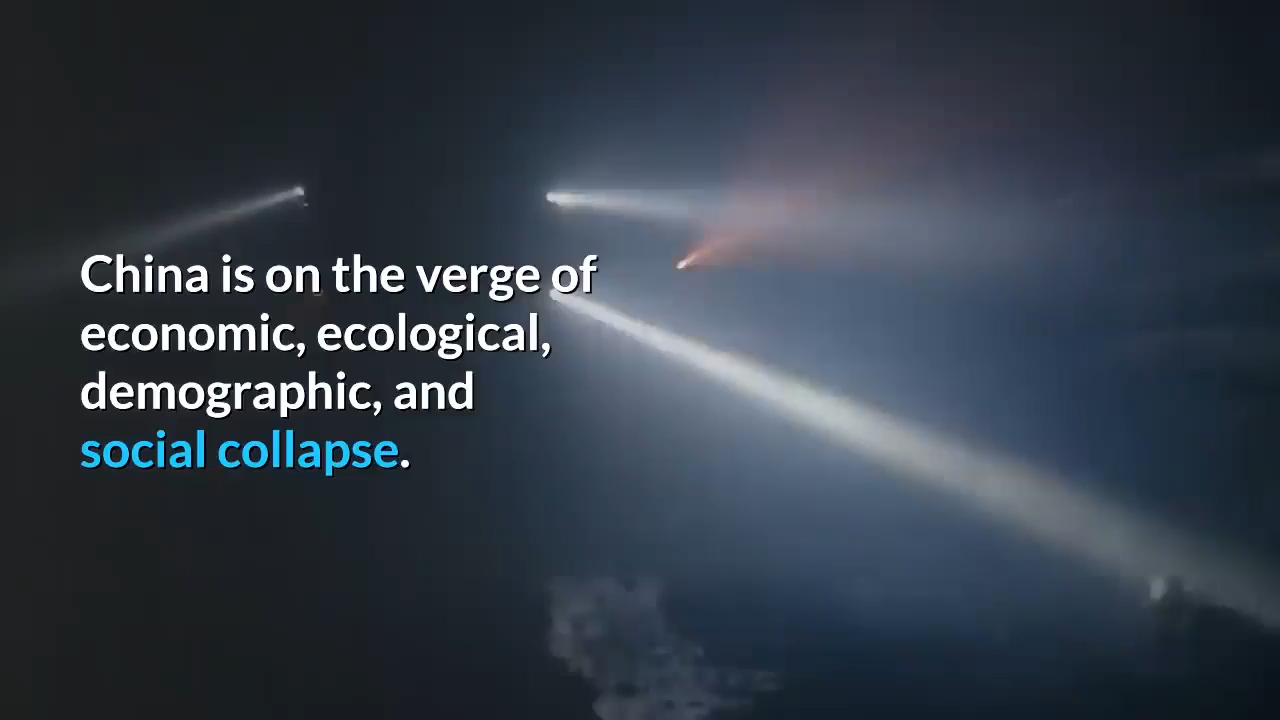 China is on the verge of
economic, ecological,
demographic, and
social collapse.